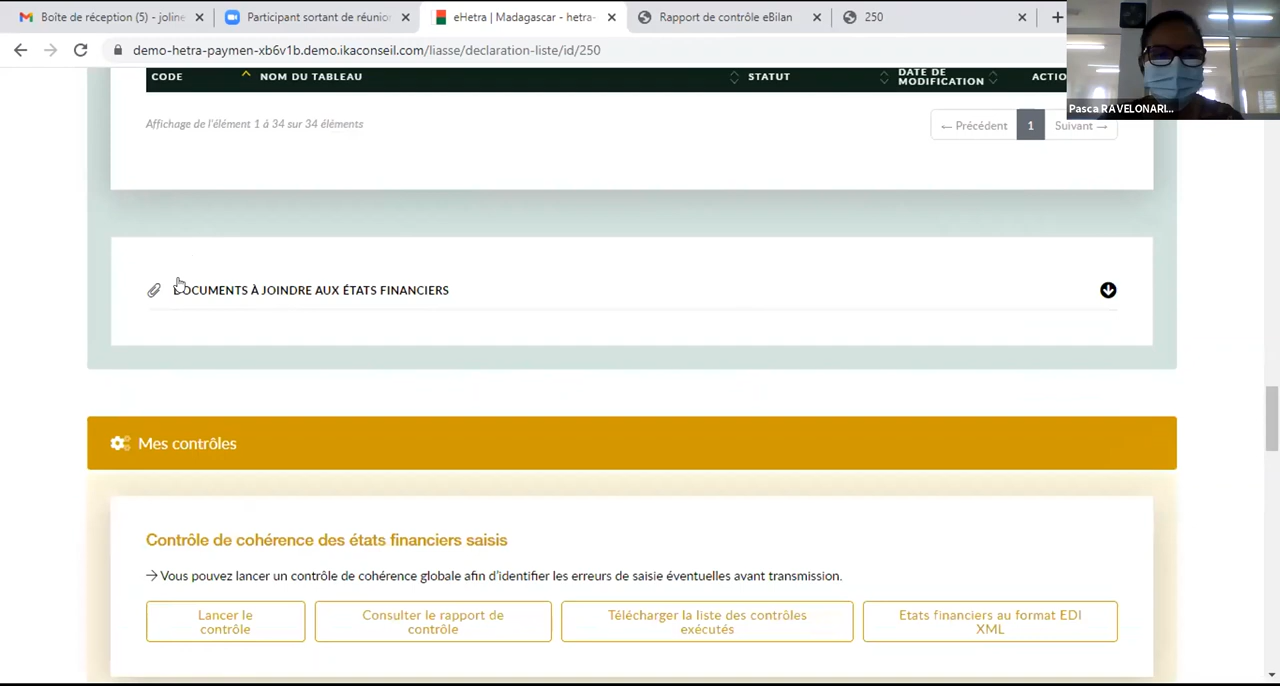 Boîte de réception (5) - joline
Participant sortant de réunio
eHetra | Madagascar - hetra-
Rapport de contrôle eBilan
250
demo-hetra-paymen-xb6v1b.demo.ikaconseil.com/liasse/declaration-liste/id/250
CODE
NOM DU TABLEAU
STATUT
DATE DE
MODIFICATION
ACTIO
Pasca RAVELONARI...
Affichage de l'élément 1 à 34 sur 34 éléments
← Précédent
1
Suivant →
DOCUMENTS À JOINDRE AUX ÉTATS FINANCIERS
Mes contrôles
Contrôle de cohérence des états financiers saisis
→ Vous pouvez lancer un contrôle de cohérence globale afin d'identifier les erreurs de saisie éventuelles avant transmission.
Lancer le
contrôle
Consulter le rapport de
contrôle
Télécharger la liste des contrôles
exécutés
Etats financiers au format EDI
XML